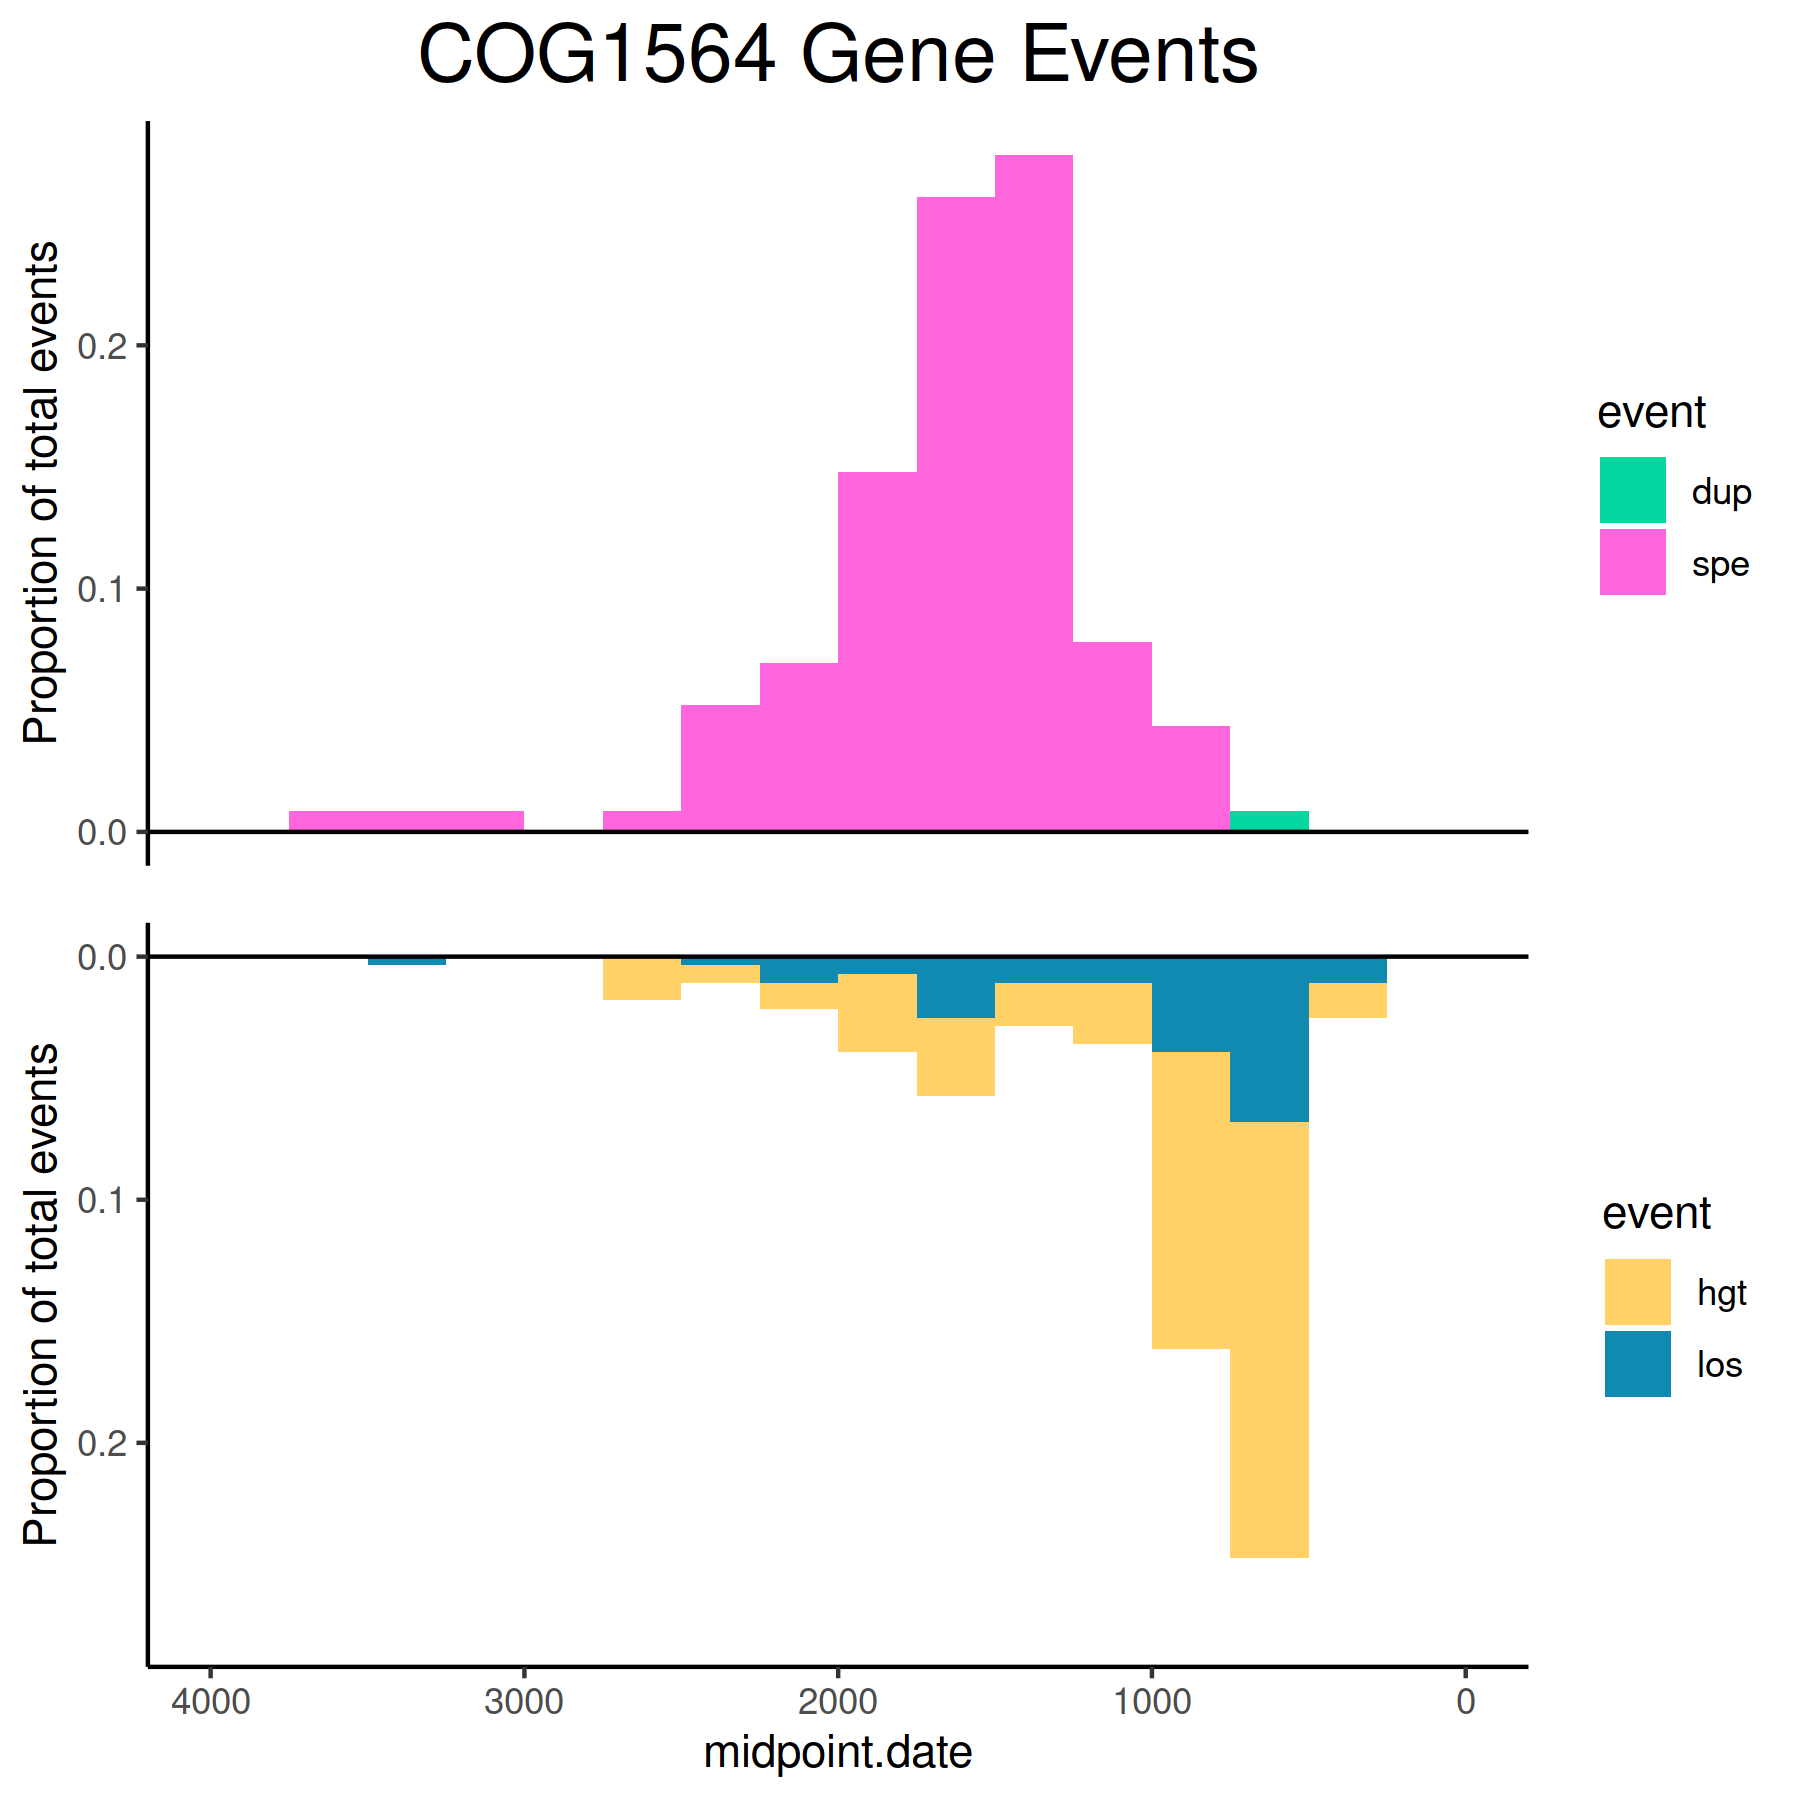 COG1564 Gene Events
Proportion of total events
0.2
0.1
0.0
event
dup
spe
Proportion of total events
0.0
0.1
0.2
event
hgt
los
4000 3000 2000 1000 0
midpoint.date